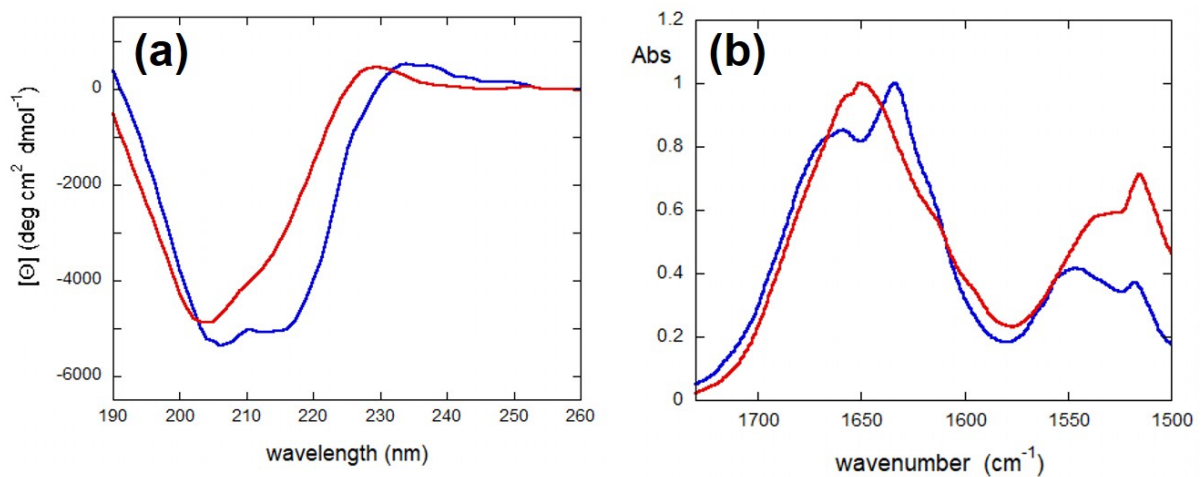 (a)
0
-2000
-4000
-6000
[Θ] (deg cm² dmol⁻¹)
190 200 210 220 230 240 250 260
wavelength (nm)
(b)
Abs
1.2
1
0.8
0.6
0.4
0.2
0
1700 1650 1600 1550 1500
wavenumber (cm⁻¹)